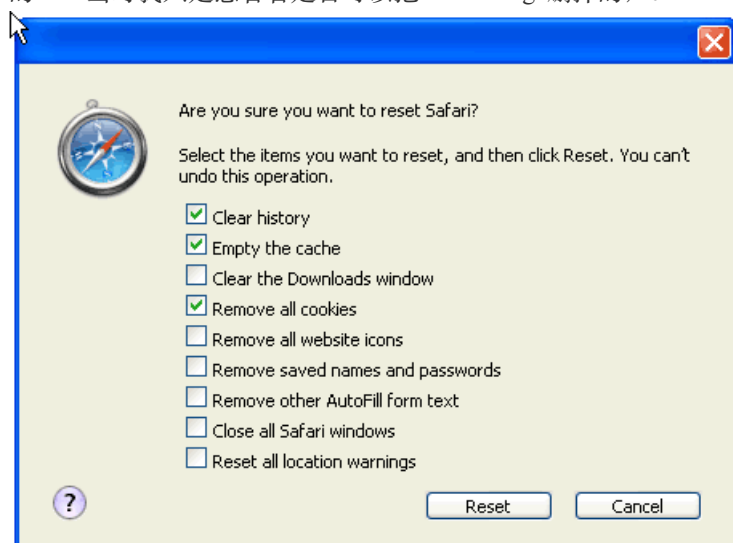 Are you sure you want to reset Safari?
Select the items you want to reset, and then click Reset. You can't
undo this operation.
Clear history
Empty the cache
Clear the Downloads window
Remove all cookies
Remove all website icons
Remove saved names and passwords
Remove other AutoFill form text
Close all Safari windows
Reset all location warnings
?
Reset
Cancel